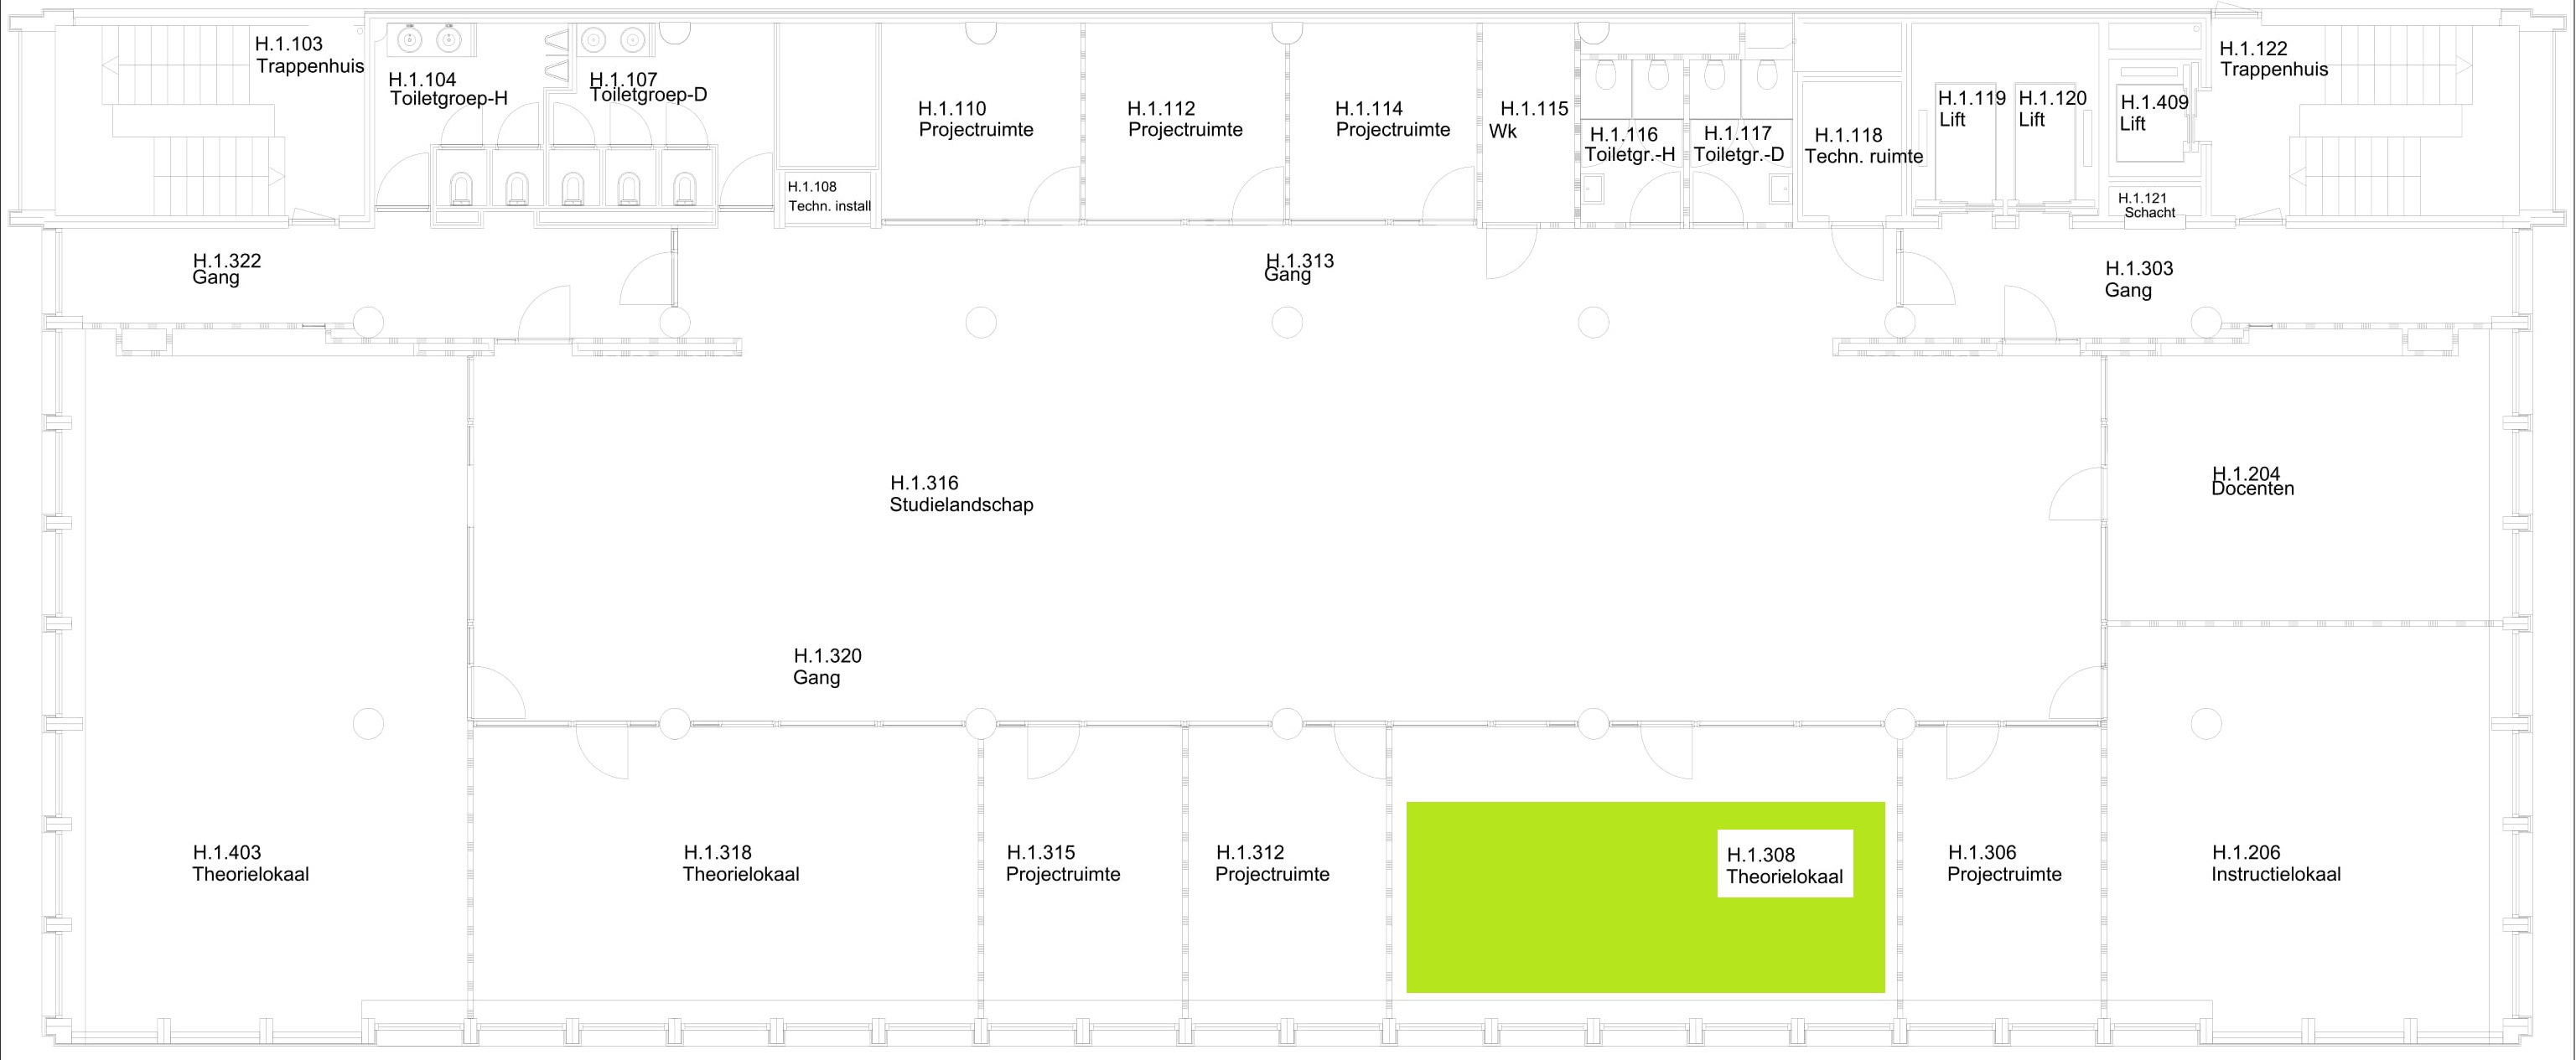 H.1.103
Trappenhuis
H.1.104
Toiletgroep-H
H.1.107
Toiletgroep-D
H.1.108
Techn. install
H.1.110
Projectruimte
H.1.112
Projectruimte
H.1.114
Projectruimte
H.1.115
Wk
H.1.116
Toiletgr.-H
H.1.117
Toiletgr.-D
H.1.118
Techn. ruimte
H.1.119
Lift
H.1.120
Lift
H.1.409
Lift
H.1.121
Schacht
H.1.122
Trappenhuis
H.1.322
Gang
H.1.313
Gang
H.1.303
Gang
H.1.316
Studielandschap
H.1.204
Docenten
H.1.320
Gang
H.1.403
Theorielokaal
H.1.318
Theorielokaal
H.1.315
Projectruimte
H.1.312
Projectruimte
H.1.308
Theorielokaal
H.1.306
Projectruimte
H.1.206
Instructielokaal